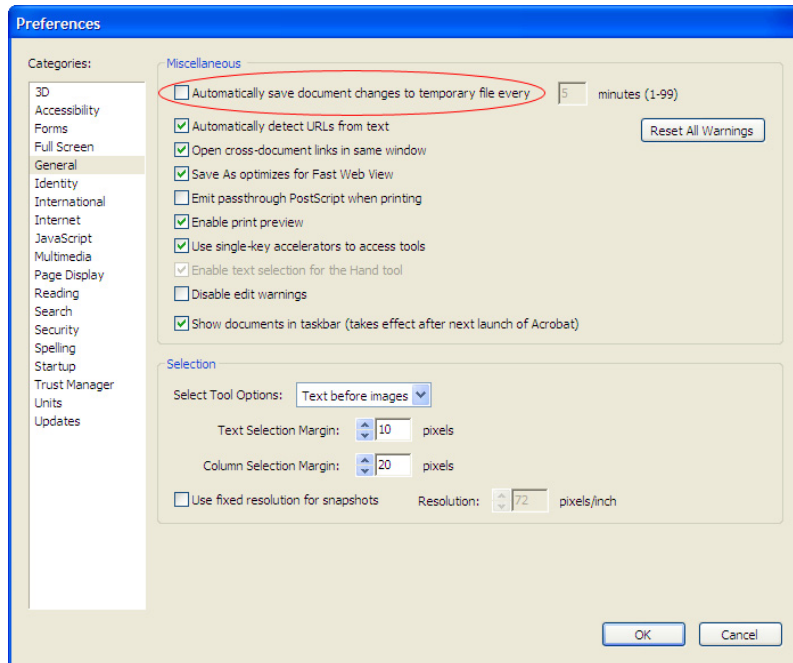 Preferences
Categories:
3D
Accessibility
Forms
Full Screen
General
Identity
International
Internet
JavaScript
Multimedia
Page Display
Reading
Search
Security
Spelling
Startup
Trust Manager
Units
Updates
Miscellaneous
Automatically save document changes to temporary file every 5 minutes (1-99)
Automatically detect URLs from text
Reset All Warnings
Open cross-document links in same window
Save As optimizes for Fast Web View
Emit passthrough PostScript when printing
Enable print preview
Use single-key accelerators to access tools
Enable text selection for the Hand tool
Disable edit warnings
Show documents in taskbar (takes effect after next launch of Acrobat)
Selection
Select Tool Options: Text before images
Text Selection Margin: 10 pixels
Column Selection Margin: 20 pixels
Use fixed resolution for snapshots Resolution: 72 pixels/inch
OK Cancel